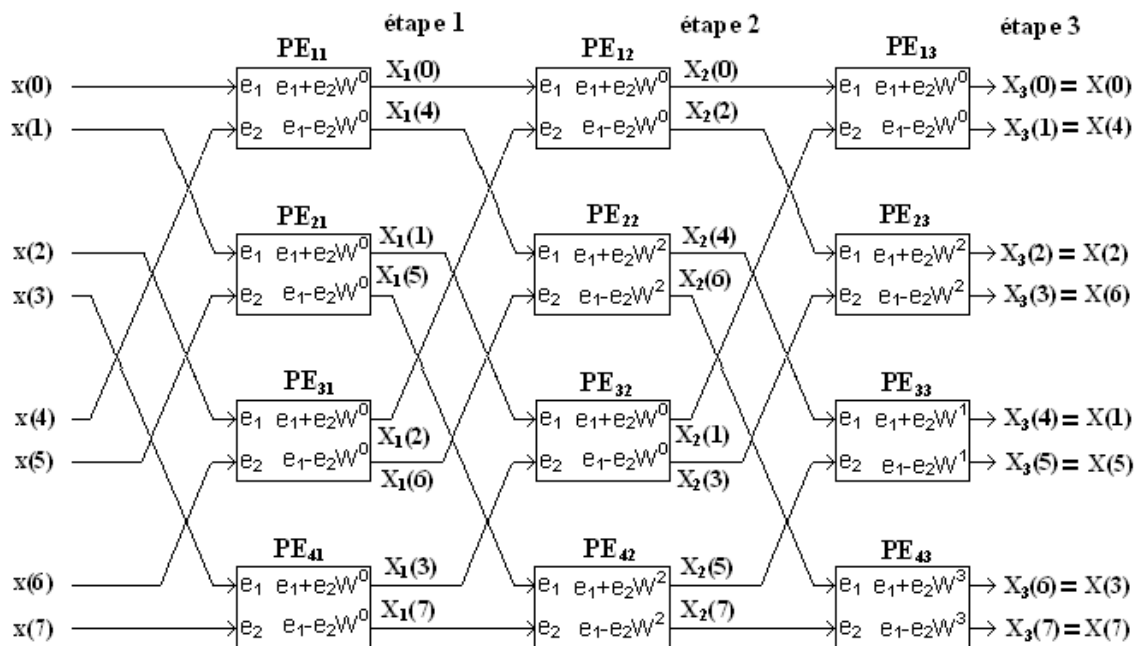 étape 1 étape 2 étape 3
PE₁₁ PE₁₂ PE₁₃
x(0) e₁ e₁+e₂W⁰ X₁(0) e₁ e₁+e₂W⁰ X₂(0) e₁ e₁+e₂W⁰ X₃(0) = X(0)
x(1) e₂ e₁-e₂W⁰ X₁(4) e₂ e₁-e₂W⁰ X₂(2) e₂ e₁-e₂W⁰ X₃(1) = X(4)
PE₂₁ PE₂₂ PE₂₃
x(2) e₁ e₁+e₂W⁰ X₁(1) e₁ e₁+e₂W² X₂(4) e₁ e₁+e₂W² X₃(2) = X(2)
x(3) e₂ e₁-e₂W⁰ X₁(5) e₂ e₁-e₂W² X₂(6) e₂ e₁-e₂W² X₃(3) = X(6)
PE₃₁ PE₃₂ PE₃₃
x(4) e₁ e₁+e₂W⁰ X₁(2) e₁ e₁+e₂W⁰ X₂(1) e₁ e₁+e₂W¹ X₃(4) = X(1)
x(5) e₂ e₁-e₂W⁰ X₁(6) e₂ e₁-e₂W⁰ X₂(3) e₂ e₁-e₂W¹ X₃(5) = X(5)
PE₄₁ PE₄₂ PE₄₃
x(6) e₁ e₁+e₂W⁰ X₁(3) e₁ e₁+e₂W² X₂(5) e₁ e₁+e₂W³ X₃(6) = X(3)
x(7) e₂ e₁-e₂W⁰ X₁(7) e₂ e₁-e₂W² X₂(7) e₂ e₁-e₂W³ X₃(7) = X(7)